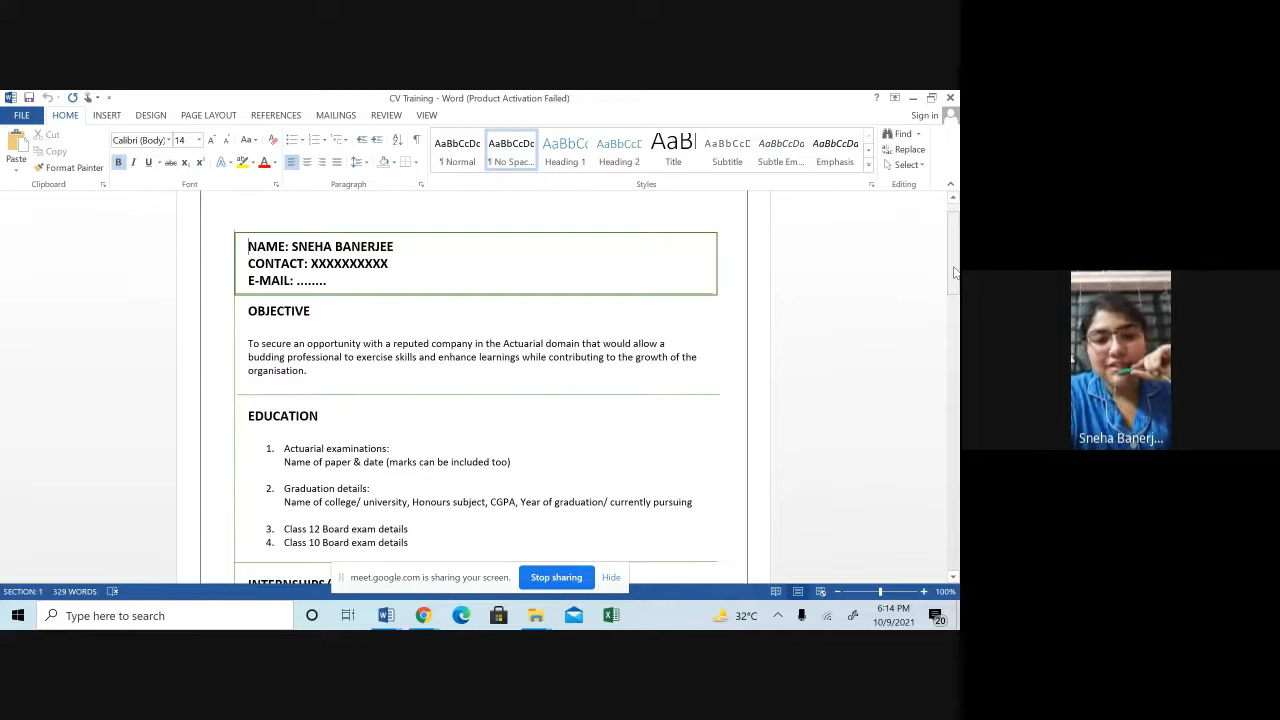 CV Training - Word (Product Activation Failed)
?
FILE HOME INSERT DESIGN PAGE LAYOUT REFERENCES MAILINGS REVIEW VIEW Sign in
Paste
Cut
Copy
Format Painter
Clipboard
Calibri (Body) 14
Font
Paragraph
AaBbCcDc AaBbCcDc AaBbC AaBbCcC AaB AaBbCcC AaBbCcDa AaBbCcDa
¶ Normal ¶ No Spac... Heading 1 Heading 2 Title Subtitle Subtle Em... Emphasis
Styles
Find
Replace
Select
Editing
NAME: SNEHA BANERJEE
CONTACT: XXXXXXXXXX
E-MAIL: ........
OBJECTIVE
To secure an opportunity with a reputed company in the Actuarial domain that would allow a
budding professional to exercise skills and enhance learnings while contributing to the growth of the
organisation.
EDUCATION
1. Actuarial examinations:
Name of paper & date (marks can be included too)
2. Graduation details:
Name of college/ university, Honours subject, CGPA, Year of graduation/ currently pursuing
3. Class 12 Board exam details
4. Class 10 Board exam details
meet.google.com is sharing your screen. Stop sharing Hide
SECTION: 1 329 WORDS 100%
Type here to search
32°C
6:14 PM
10/9/2021
20
Sneha Banerj...